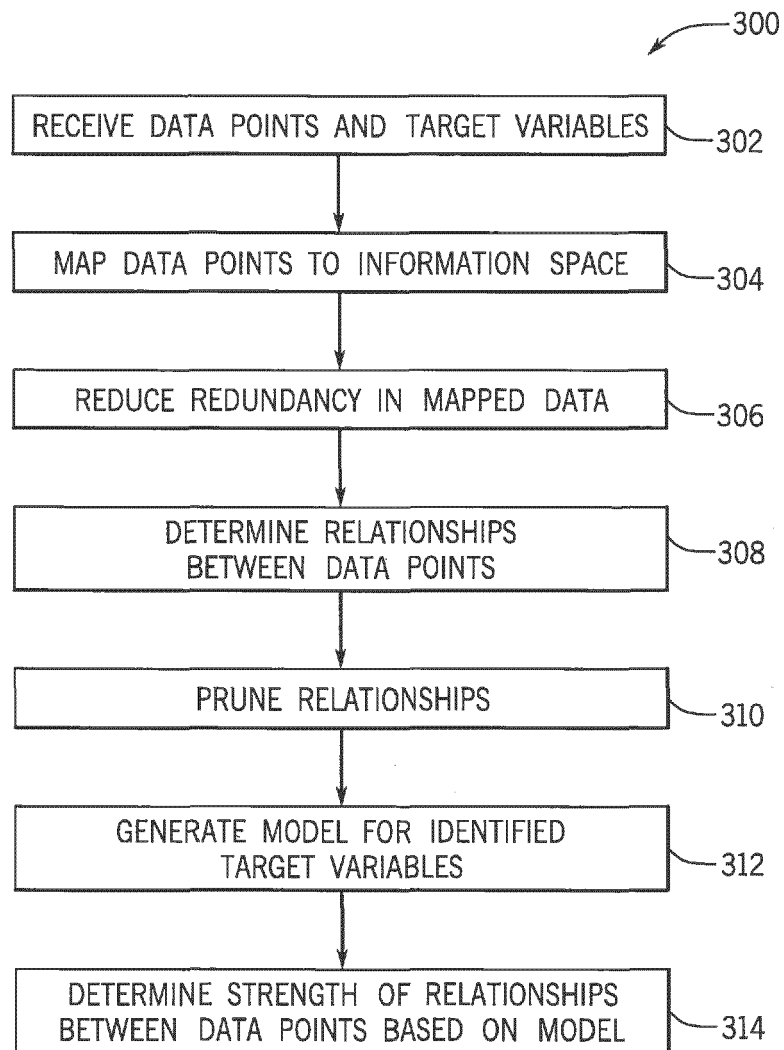 300
RECEIVE DATA POINTS AND TARGET VARIABLES
302
MAP DATA POINTS TO INFORMATION SPACE
304
REDUCE REDUNDANCY IN MAPPED DATA
306
DETERMINE RELATIONSHIPS
BETWEEN DATA POINTS
308
PRUNE RELATIONSHIPS
310
GENERATE MODEL FOR IDENTIFIED
TARGET VARIABLES
312
DETERMINE STRENGTH OF RELATIONSHIPS
BETWEEN DATA POINTS BASED ON MODEL
314